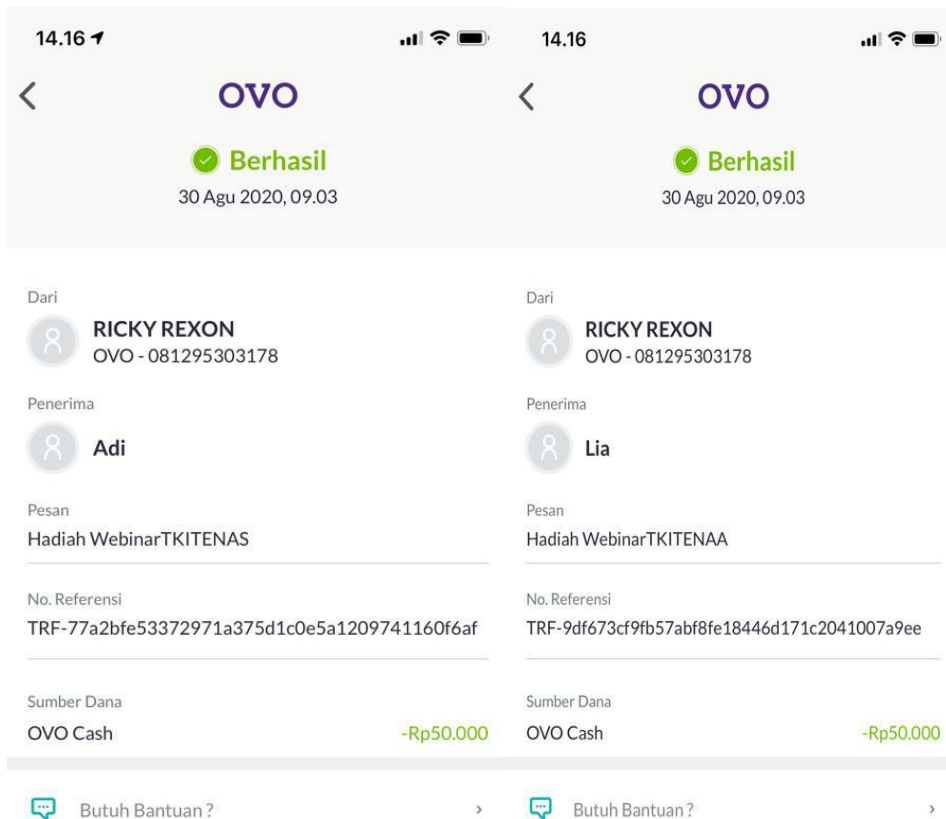 14.16
OVO
Berhasil
30 Agu 2020, 09.03
Dari
RICKY REXON
OVO - 081295303178
Penerima
Adi
Pesan
Hadiah WebinarTKITENAS
No. Referensi
TRF-77a2bfe53372971a375d1c0e5a1209741160f6af
Sumber Dana
OVO Cash -Rp50.000
Butuh Bantuan ?
14.16
OVO
Berhasil
30 Agu 2020, 09.03
Dari
RICKY REXON
OVO - 081295303178
Penerima
Lia
Pesan
Hadiah WebinarTKITENAA
No. Referensi
TRF-9df673cf9fb57abf8fe18446d171c2041007a9ee
Sumber Dana
OVO Cash -Rp50.000
Butuh Bantuan ?